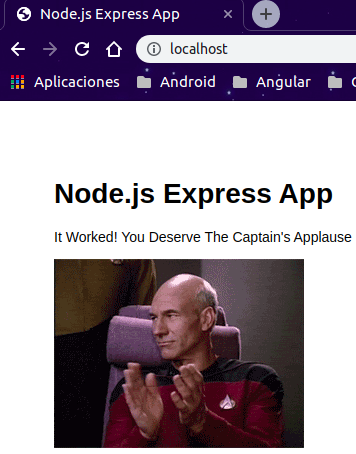 Node.js Express App
localhost
Aplicaciones Android Angular
Node.js Express App
It Worked! You Deserve The Captain's Applause